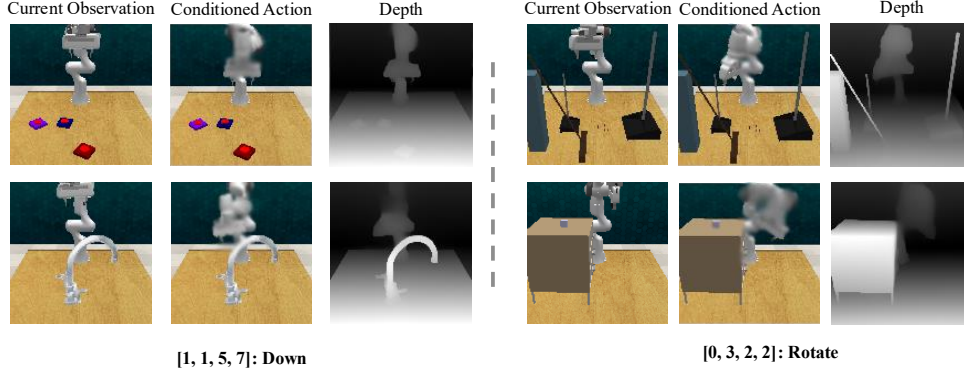 Current Observation Conditioned Action Depth
Current Observation Conditioned Action Depth
[1, 1, 5, 7]: Down
[0, 3, 2, 2]: Rotate